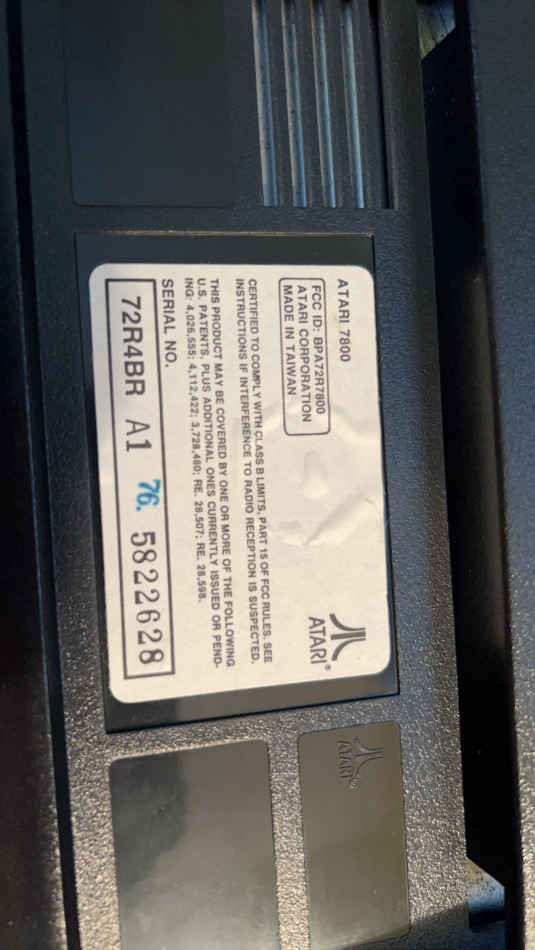 ATARI 7800
FCC ID: BPA72R7800
ATARI CORPORATION
MADE IN TAIWAN
ATARI®
CERTIFIED TO COMPLY WITH CLASS B LIMITS, PART 15 OF FCC RULES. SEE
INSTRUCTIONS IF INTERFERENCE TO RADIO RECEPTION IS SUSPECTED.
THIS PRODUCT MAY BE COVERED BY ONE OR MORE OF THE FOLLOWING
U.S. PATENTS, PLUS ADDITIONAL ONES CURRENTLY ISSUED OR PEND-
ING: 4,026,555; 4,112,422; 3,728,480; RE. 28,507; RE. 28,598.
SERIAL NO.
72R4BR A1 76. 5822628
ATARI